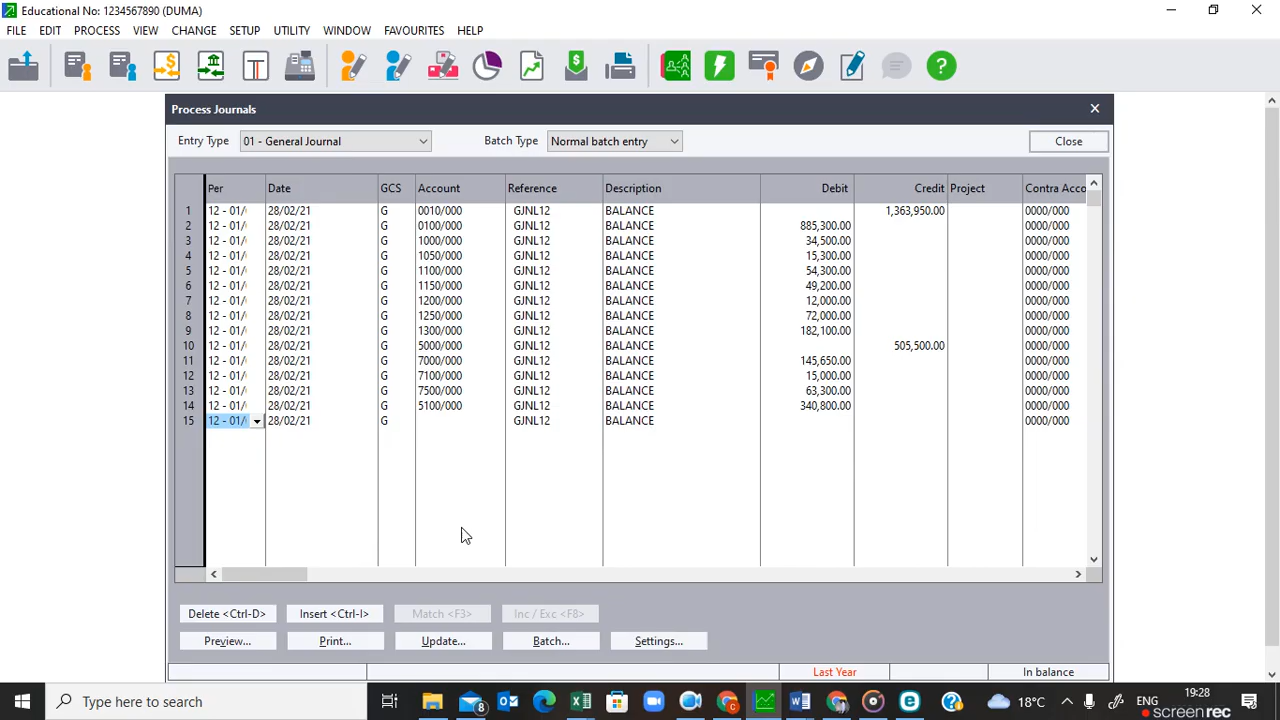 Educational No: 1234567890 (DUMA)
FILE EDIT PROCESS VIEW CHANGE SETUP UTILITY WINDOW FAVOURITES HELP
Process Journals
Entry Type 01 - General Journal Batch Type Normal batch entry Close
Per Date GCS Account Reference Description Debit Credit Project Contra Acco
1 12 - 01/ 28/02/21 G 0010/000 GJNL12 BALANCE 1,363,950.00 0000/000
2 12 - 01/ 28/02/21 G 0100/000 GJNL12 BALANCE 885,300.00 0000/000
3 12 - 01/ 28/02/21 G 1000/000 GJNL12 BALANCE 34,500.00 0000/000
4 12 - 01/ 28/02/21 G 1050/000 GJNL12 BALANCE 15,300.00 0000/000
5 12 - 01/ 28/02/21 G 1100/000 GJNL12 BALANCE 54,300.00 0000/000
6 12 - 01/ 28/02/21 G 1150/000 GJNL12 BALANCE 49,200.00 0000/000
7 12 - 01/ 28/02/21 G 1200/000 GJNL12 BALANCE 12,000.00 0000/000
8 12 - 01/ 28/02/21 G 1250/000 GJNL12 BALANCE 72,000.00 0000/000
9 12 - 01/ 28/02/21 G 1300/000 GJNL12 BALANCE 182,100.00 0000/000
10 12 - 01/ 28/02/21 G 5000/000 GJNL12 BALANCE 505,500.00 0000/000
11 12 - 01/ 28/02/21 G 7000/000 GJNL12 BALANCE 145,650.00 0000/000
12 12 - 01/ 28/02/21 G 7100/000 GJNL12 BALANCE 15,000.00 0000/000
13 12 - 01/ 28/02/21 G 7500/000 GJNL12 BALANCE 63,300.00 0000/000
14 12 - 01/ 28/02/21 G 5100/000 GJNL12 BALANCE 340,800.00 0000/000
15 12 - 01/ 28/02/21 G GJNL12 BALANCE 0000/000
Delete <Ctrl-D> Insert <Ctrl-I> Match <F3> Inc / Exc <F8>
Preview... Print... Update... Batch... Settings...
Last Year In balance
Type here to search 8 18°C ENG 19:28
SCREENREC